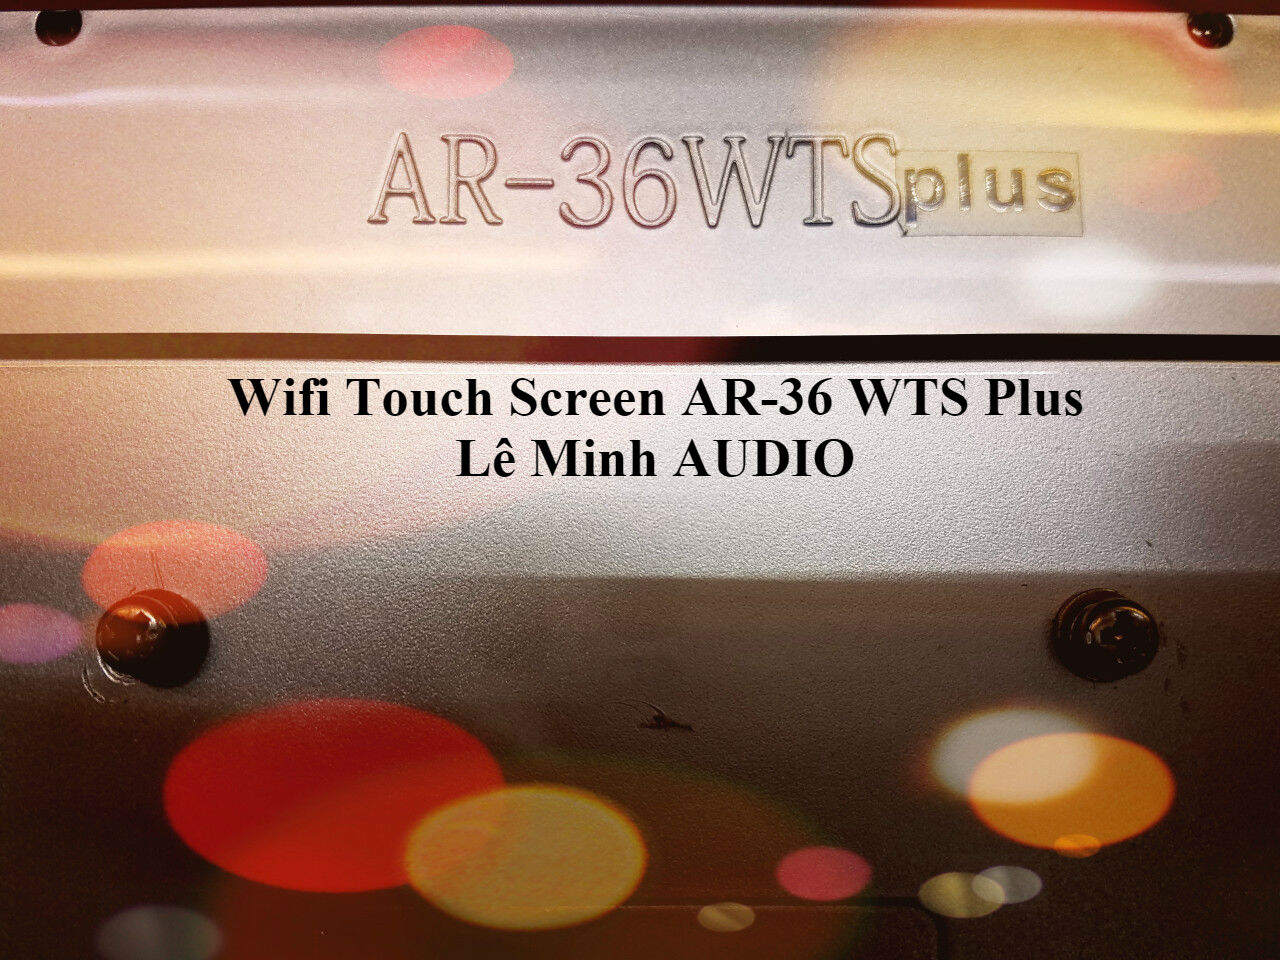 AR-36WTSplus
Wifi Touch Screen AR-36 WTS Plus
Lê Minh AUDIO